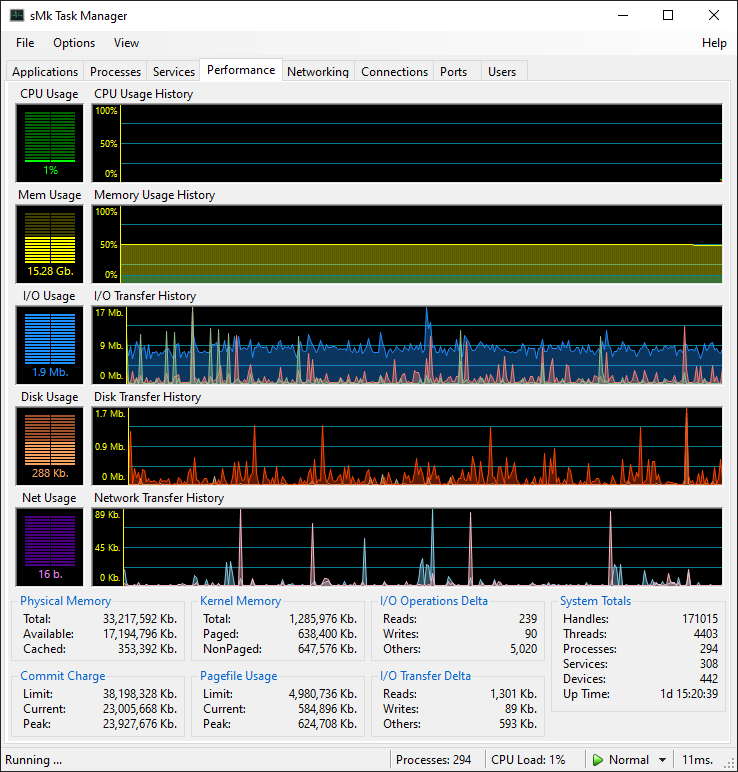 sMk Task Manager
File Options View Help
Applications Processes Services Performance Networking Connections Ports Users
CPU Usage CPU Usage History
100%
50%
0%
1%
Mem Usage Memory Usage History
100%
50%
0%
15.28 Gb.
I/O Usage I/O Transfer History
17 Mb.
9 Mb.
0 Mb.
1.9 Mb.
Disk Usage Disk Transfer History
1.7 Mb.
0.9 Mb.
0 Mb.
288 Kb.
Net Usage Network Transfer History
89 Kb.
45 Kb.
0 Kb.
16 b.
Physical Memory
Total: 33,217,592 Kb.
Available: 17,194,796 Kb.
Cached: 353,392 Kb.
Kernel Memory
Total: 1,285,976 Kb.
Paged: 638,400 Kb.
NonPaged: 647,576 Kb.
I/O Operations Delta
Reads: 239
Writes: 90
Others: 5,020
System Totals
Handles: 171015
Threads: 4403
Processes: 294
Services: 308
Devices: 442
Up Time: 1d 15:20:39
Commit Charge
Limit: 38,198,328 Kb.
Current: 23,005,668 Kb.
Peak: 23,927,676 Kb.
Pagefile Usage
Limit: 4,980,736 Kb.
Current: 584,896 Kb.
Peak: 624,708 Kb.
I/O Transfer Delta
Reads: 1,301 Kb.
Writes: 89 Kb.
Others: 593 Kb.
Running ... Processes: 294 CPU Load: 1% Normal 11ms.